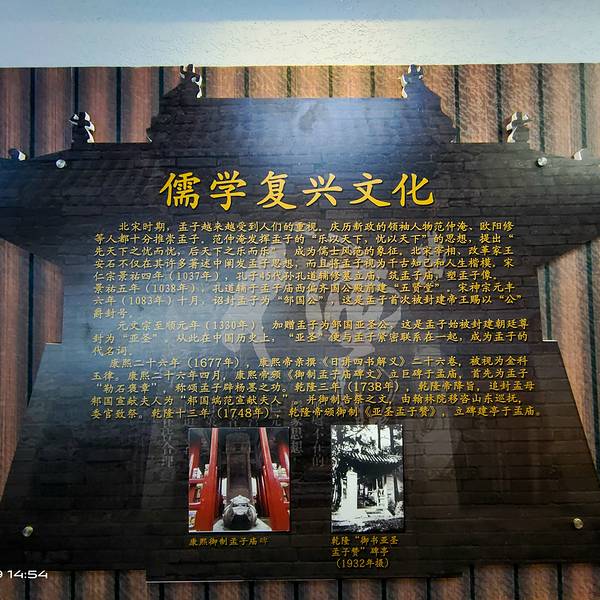 儒学复兴文化
北宋时期，孟子越来越受到人们的重视。庆历新政的领袖人物范仲淹、欧阳修
等人都十分推崇孟子。范仲淹发挥孟子的“乐以天下，忧以天下”的思想，提出“
先天下之忧而忧，后天下之乐而乐”，成为儒士风范的象征。北宋宰相、改革家王
安石不仅在其许多著述中阐发孟子思想，而且将孟子视为千古知己和人生楷模。宋
仁宗景祐四年（1037年），孔子45代孙孔道辅修墓立庙，筑孟子庙，塑孟子像。
景祐五年（1038年），孔道辅于孟子庙西偏邾国公殿前建“五贤堂”。宋神宗元丰
六年（1083年）十月，诏封孟子为“邹国公”，这是孟子首次被封建帝王赐以“公”
爵封号。
元文宗至顺元年（1330年），加赠孟子为邹国亚圣公，这是孟子始被封建朝廷尊
封为“亚圣”。从此在中国历史上，“亚圣”便与孟子紧密联系在一起，成为孟子的
代名词。
康熙二十六年（1677年），康熙帝亲撰《日讲四书解义》二十六卷，被视为金科
玉律。康熙二十六年四月，康熙帝颁《御制孟子庙碑文》立巨碑于孟庙，首先为孟子
“勒石褒章”，称颂孟子辟杨墨之功。乾隆三年（1738年），乾隆帝降旨，追封孟母
邾国宣献夫人为“邾国端范宣献夫人”，并御制告祭之文，由翰林院移咨山东巡抚，
委官致祭。乾隆十三年（1748年），乾隆帝颁御制《亚圣孟子赞》，立碑建亭于孟庙。
康熙御制孟子庙碑
乾隆“御书亚圣
孟子赞”碑亭
（1932年摄）
9 14:54